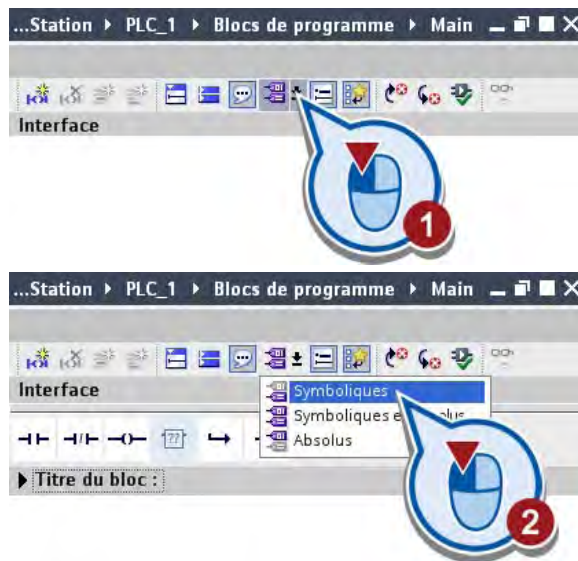 ...Station ▸ PLC_1 ▸ Blocs de programme ▸ Main
Interface
1
...Station ▸ PLC_1 ▸ Blocs de programme ▸ Main
Interface
Symboliques
Symboliques e
Absolus
??
Titre du bloc :
2